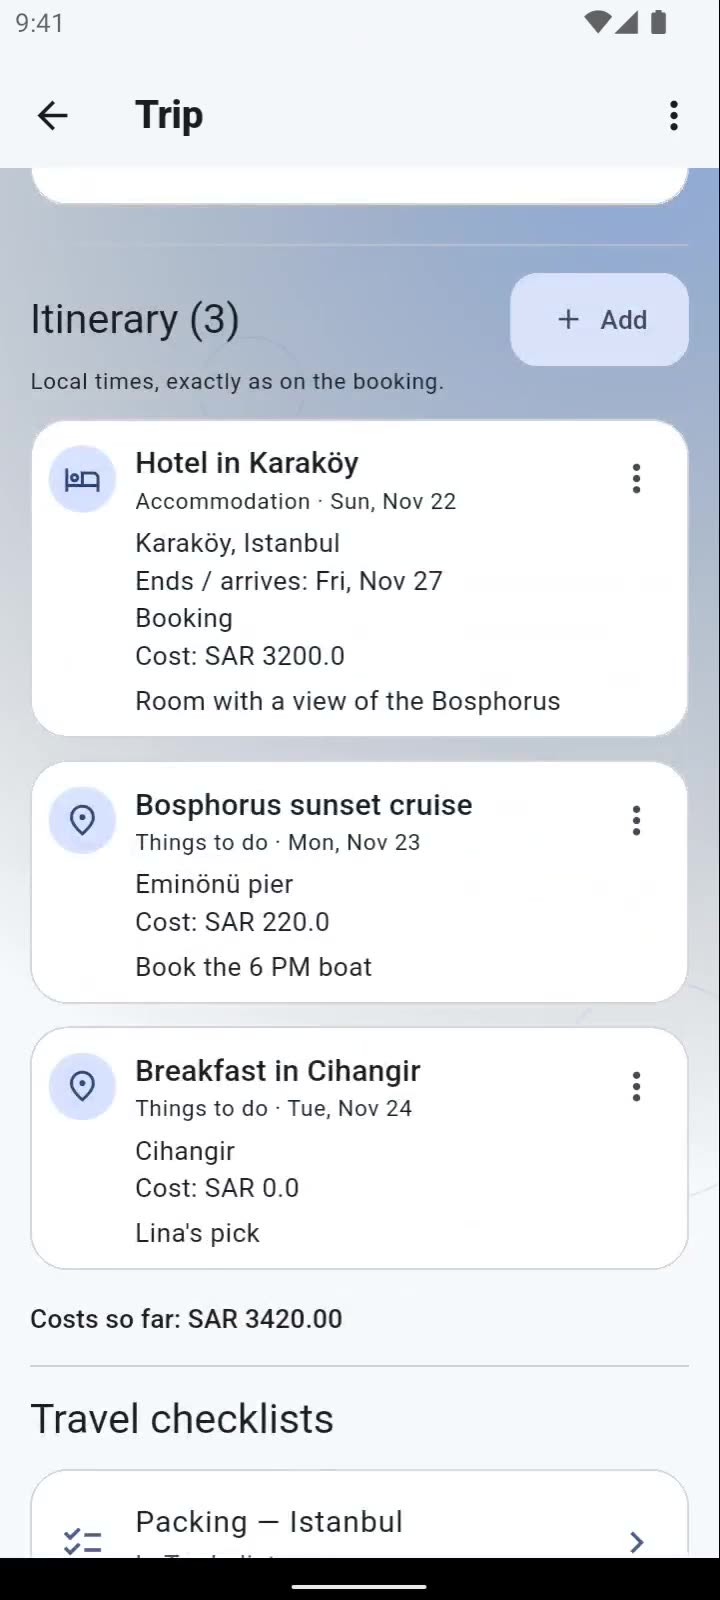 9:41
Trip
Itinerary (3)
+ Add
Local times, exactly as on the booking.
Hotel in Karaköy
Accommodation · Sun, Nov 22
Karaköy, Istanbul
Ends / arrives: Fri, Nov 27
Booking
Cost: SAR 3200.0
Room with a view of the Bosphorus
Bosphorus sunset cruise
Things to do · Mon, Nov 23
Eminönü pier
Cost: SAR 220.0
Book the 6 PM boat
Breakfast in Cihangir
Things to do · Tue, Nov 24
Cihangir
Cost: SAR 0.0
Lina's pick
Costs so far: SAR 3420.00
Travel checklists
Packing — Istanbul